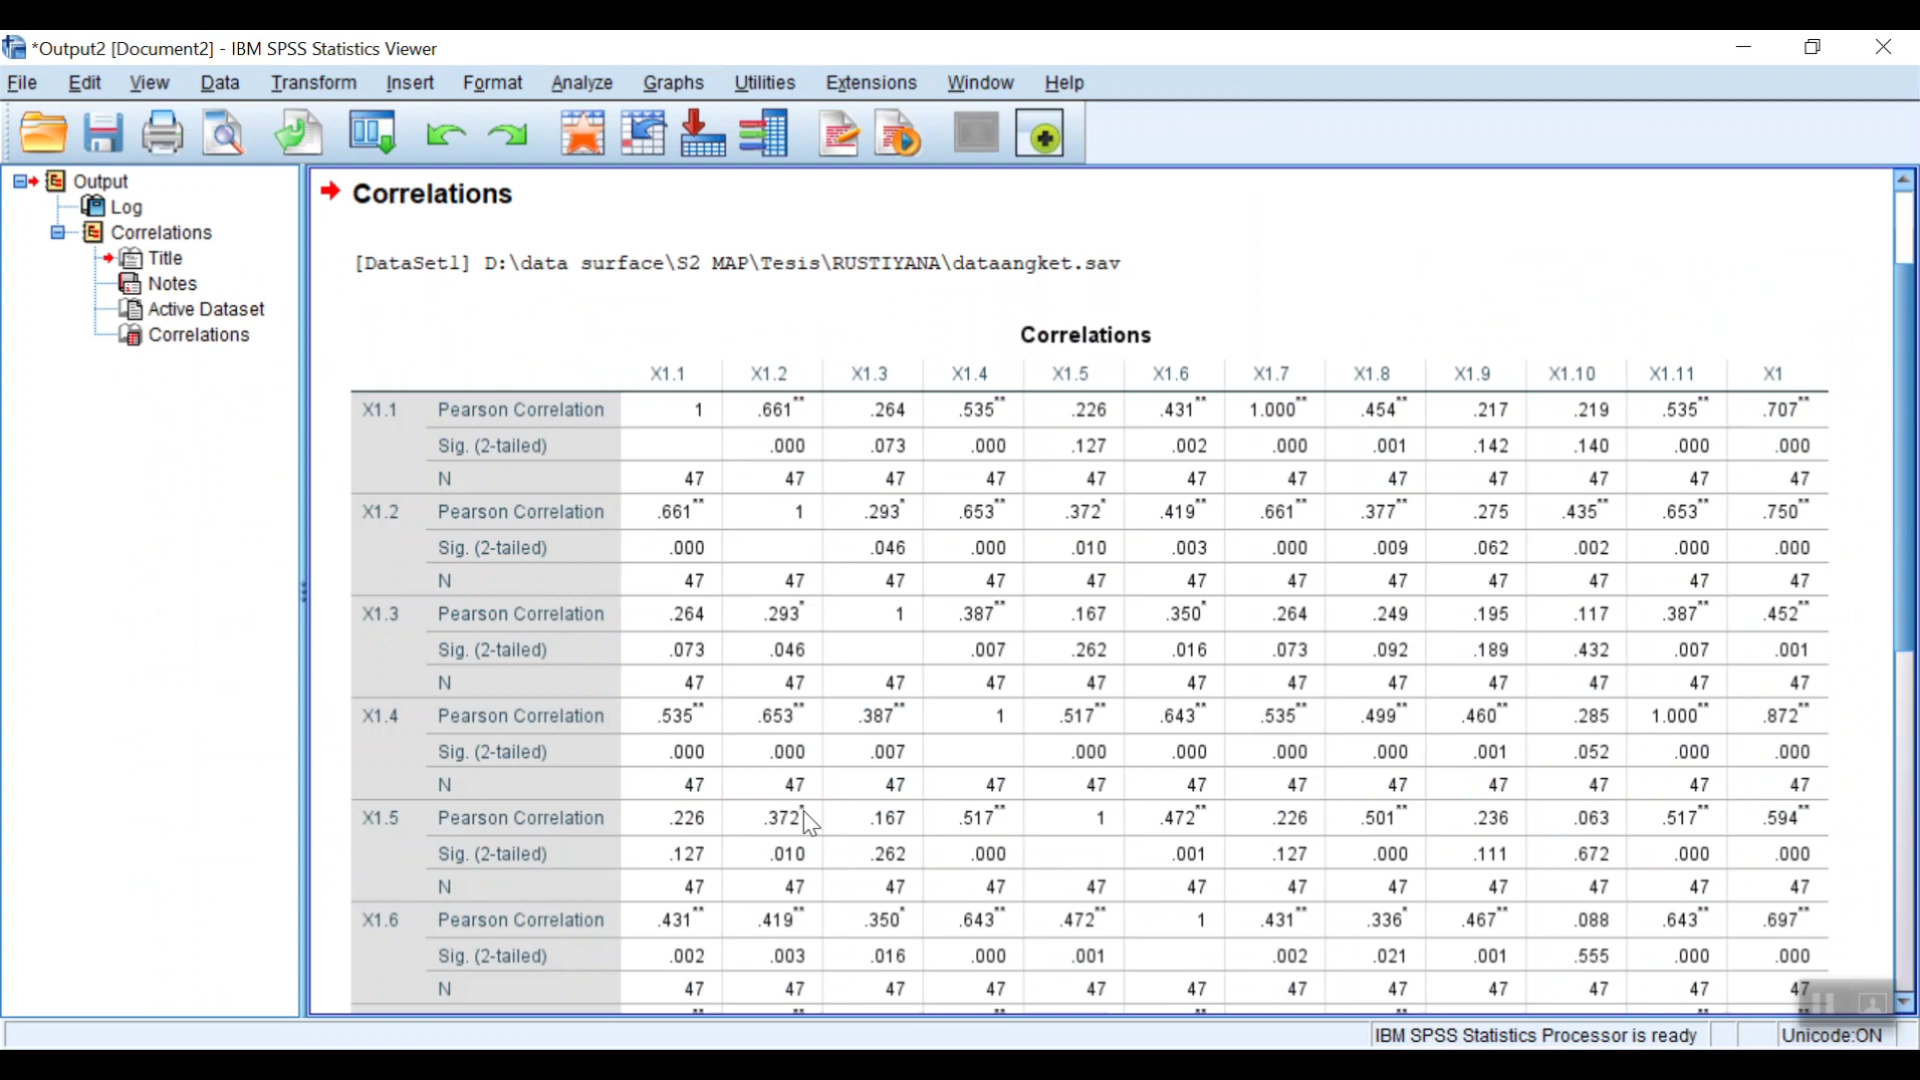 *Output2 [Document2] - IBM SPSS Statistics Viewer
File Edit View Data Transform Insert Format Analyze Graphs Utilities Extensions Window Help
Output
Log
Correlations
Title
Notes
Active Dataset
Correlations
Correlations
[DataSet1] D:\data surface\S2 MAP\Tesis\RUSTIYANA\dataangket.sav
Correlations
X1.1 X1.2 X1.3 X1.4 X1.5 X1.6 X1.7 X1.8 X1.9 X1.10 X1.11 X1
X1.1 Pearson Correlation 1 .661** .264 .535** .226 .431** 1.000** .454** .217 .219 .535** .707**
Sig. (2-tailed) .000 .073 .000 .127 .002 .000 .001 .142 .140 .000 .000
N 47 47 47 47 47 47 47 47 47 47 47 47
X1.2 Pearson Correlation .661** 1 .293* .653** .372* .419** .661** .377** .275 .435** .653** .750**
Sig. (2-tailed) .000 .046 .000 .010 .003 .000 .009 .062 .002 .000 .000
N 47 47 47 47 47 47 47 47 47 47 47 47
X1.3 Pearson Correlation .264 .293* 1 .387** .167 .350* .264 .249 .195 .117 .387** .452**
Sig. (2-tailed) .073 .046 .007 .262 .016 .073 .092 .189 .432 .007 .001
N 47 47 47 47 47 47 47 47 47 47 47 47
X1.4 Pearson Correlation .535** .653** .387** 1 .517** .643** .535** .499** .460** .285 1.000** .872**
Sig. (2-tailed) .000 .000 .007 .000 .000 .000 .000 .001 .052 .000 .000
N 47 47 47 47 47 47 47 47 47 47 47 47
X1.5 Pearson Correlation .226 .372* .167 .517** 1 .472** .226 .501** .236 .063 .517** .594**
Sig. (2-tailed) .127 .010 .262 .000 .001 .127 .000 .111 .672 .000 .000
N 47 47 47 47 47 47 47 47 47 47 47 47
X1.6 Pearson Correlation .431** .419** .350* .643** .472** 1 .431** .336* .467** .088 .643** .697**
Sig. (2-tailed) .002 .003 .016 .000 .001 .002 .021 .001 .555 .000 .000
N 47 47 47 47 47 47 47 47 47 47 47 47
IBM SPSS Statistics Processor is ready Unicode:ON